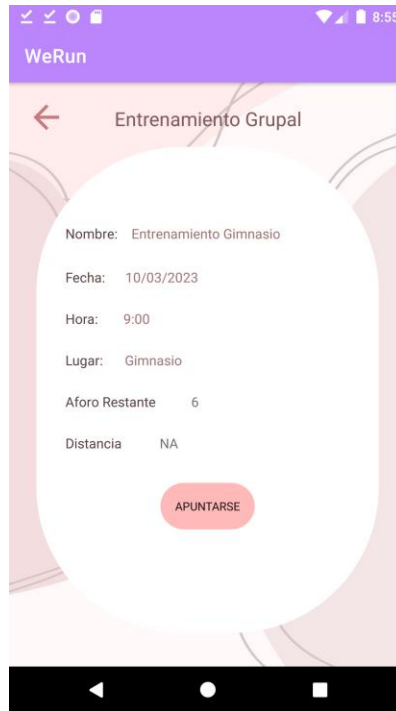 8:55
WeRun
Entrenamiento Grupal
Nombre: Entrenamiento Gimnasio
Fecha: 10/03/2023
Hora: 9:00
Lugar: Gimnasio
Aforo Restante 6
Distancia NA
APUNTARSE